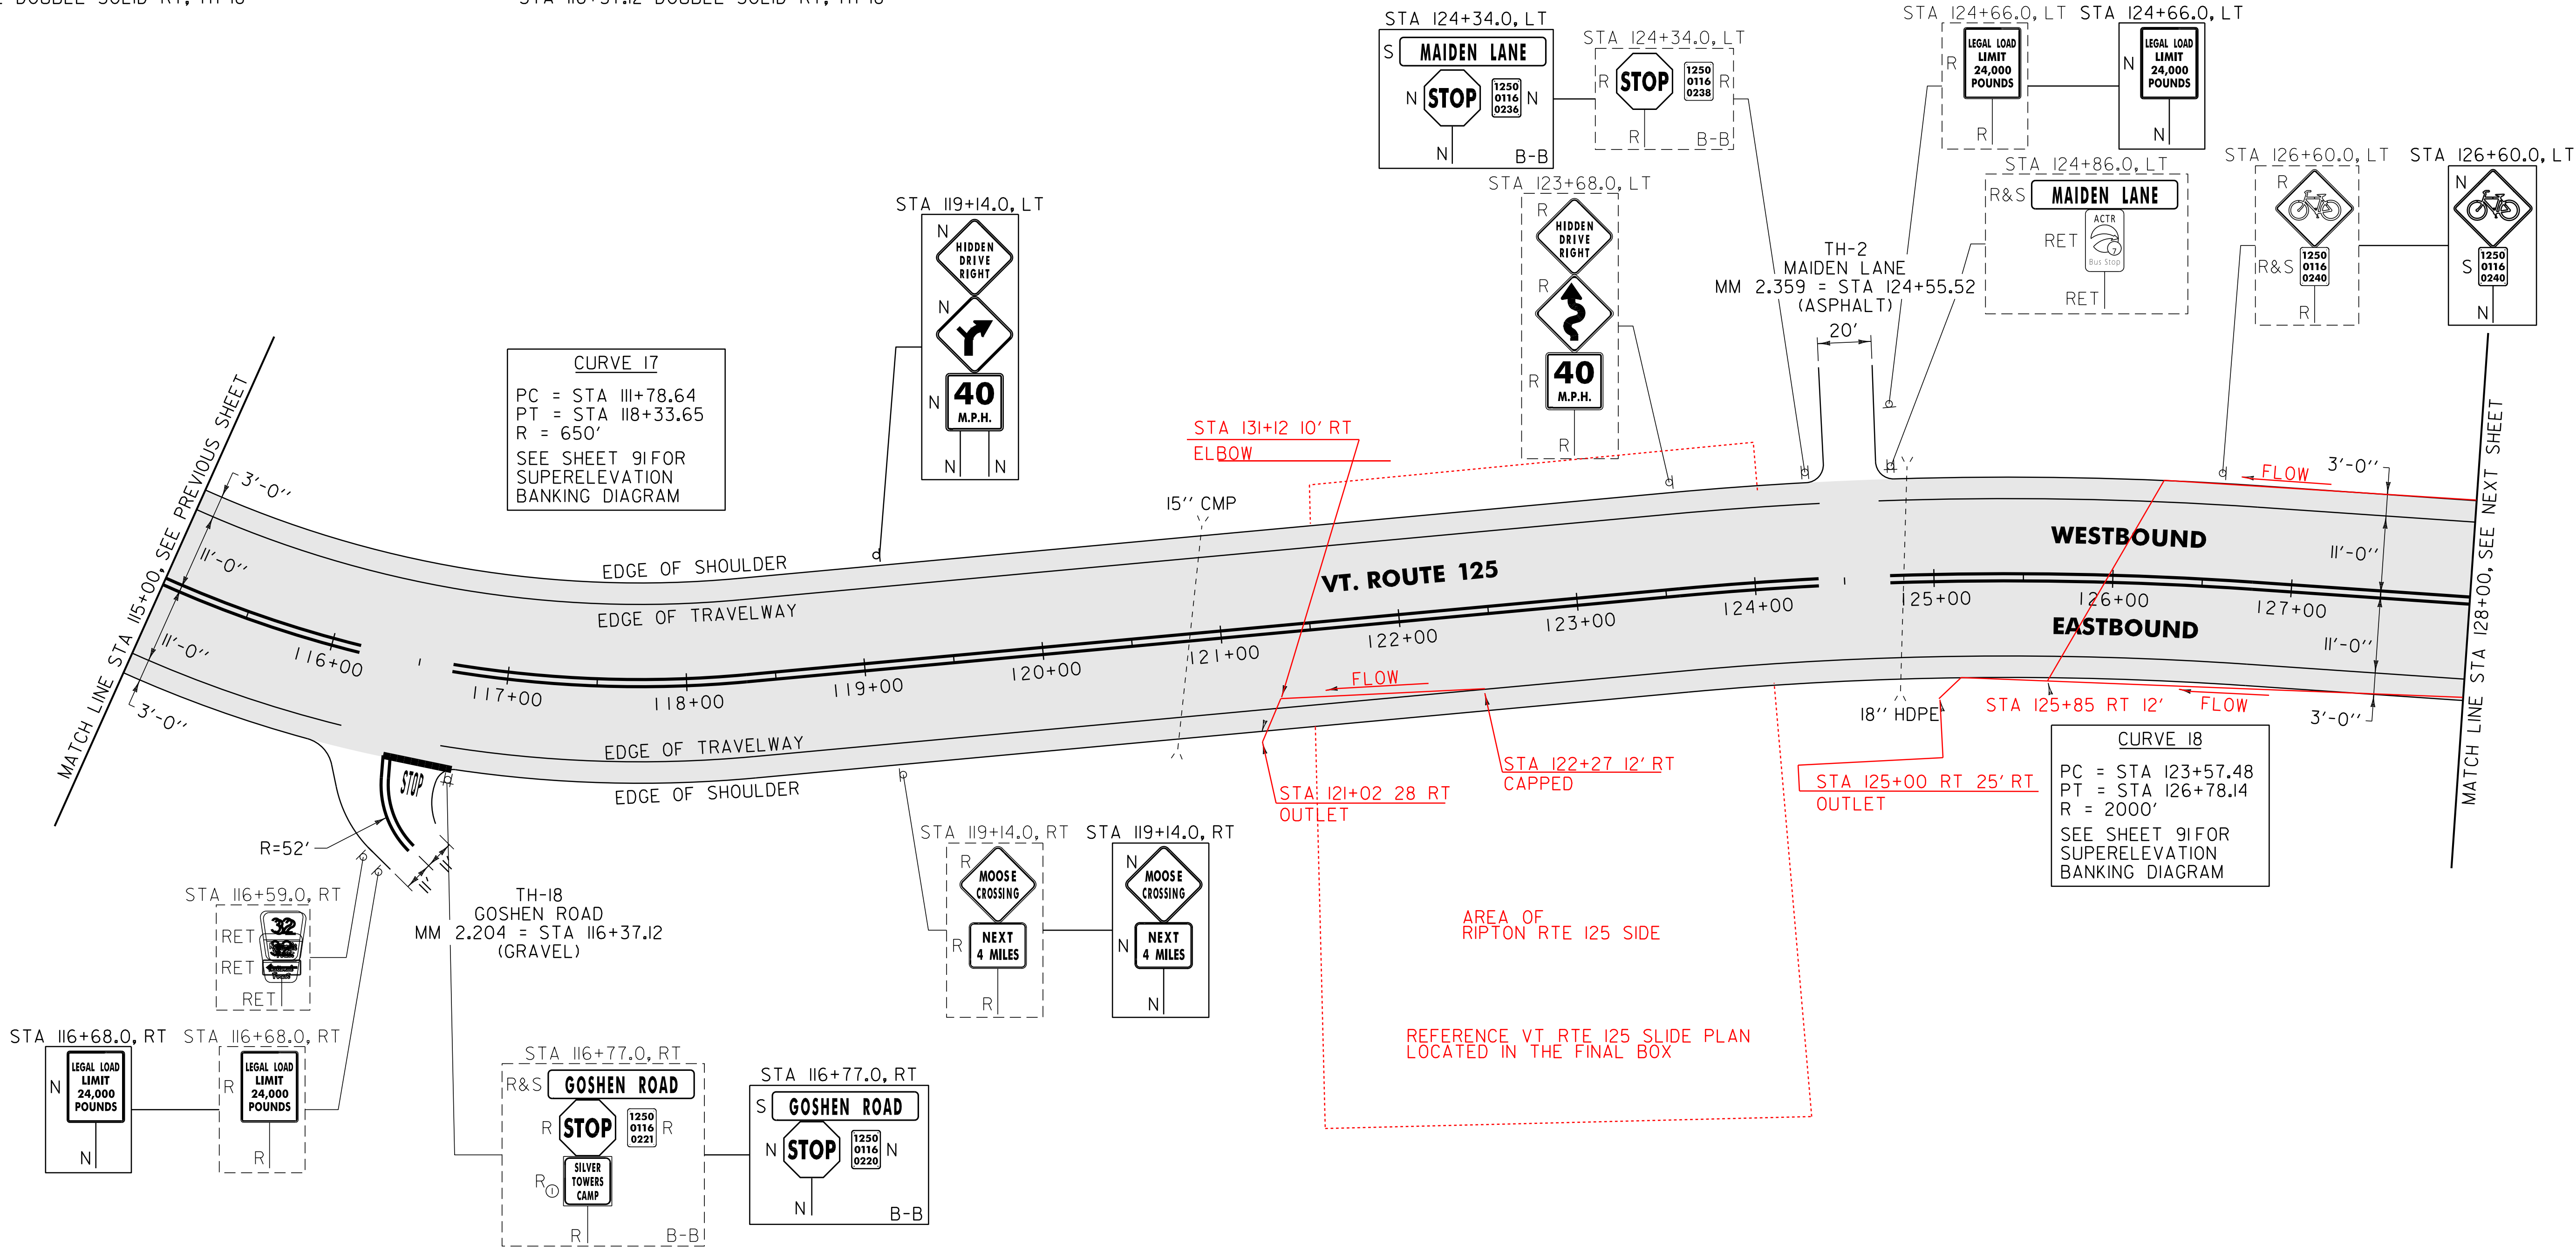 STA 124+34.0, LT
S MAIDEN LANE
N STOP 1250 0116 0236 N
N B-B
STA 124+34.0, LT
R STOP 1250 0116 0238 R
R B-B
STA 124+66.0, LT
R LEGAL LOAD
LIMIT
24,000
POUNDS
R
STA 124+66.0, LT
N LEGAL LOAD
LIMIT
24,000
POUNDS
N
STA 124+86.0, LT
R&S MAIDEN LANE
ACTR
RET
Bus Stop
RET
STA 126+60.0, LT
R
R&S 1250 0116 0240
R
STA 126+60.0, LT
N
S 1250 0116 0240
N
STA 119+14.0, LT
N
HIDDEN
DRIVE
RIGHT
N
N 40
M.P.H.
N N
STA 123+68.0, LT
R
HIDDEN
DRIVE
RIGHT
R
R 40
M.P.H.
R
TH-2
MAIDEN LANE
MM 2.359 = STA 124+55.52
(ASPHALT)
20'
CURVE 17
PC = STA 111+78.64
PT = STA 118+33.65
R = 650'
SEE SHEET 91 FOR
SUPERELEVATION
BANKING DIAGRAM
MATCH LINE STA 115+00, SEE PREVIOUS SHEET
3'-0"
11'-0"
11'-0"
3'-0"
STA 131+12 10' RT
ELBOW
15" CMP
EDGE OF SHOULDER
EDGE OF TRAVELWAY
VT. ROUTE 125
WESTBOUND
EASTBOUND
FLOW
3'-0"
11'-0"
11'-0"
3'-0"
MATCH LINE STA 128+00, SEE NEXT SHEET
116+00
117+00
118+00
119+00
120+00
121+00
122+00
123+00
124+00
125+00
126+00
127+00
EDGE OF TRAVELWAY
EDGE OF SHOULDER
FLOW
STA 121+02 28 RT
OUTLET
STA 122+27 12' RT
CAPPED
18" HDPE
STA 125+85 RT 12'
FLOW
STA 125+00 RT 25' RT
OUTLET
CURVE 18
PC = STA 123+57.48
PT = STA 126+78.14
R = 2000'
SEE SHEET 91 FOR
SUPERELEVATION
BANKING DIAGRAM
STOP
R=52'
11'
11'
TH-18
GOSHEN ROAD
MM 2.204 = STA 116+37.12
(GRAVEL)
STA 116+59.0, RT
RET 32
RET
RET
STA 116+68.0, RT
N LEGAL LOAD
LIMIT
24,000
POUNDS
N
STA 116+68.0, RT
R LEGAL LOAD
LIMIT
24,000
POUNDS
R
STA 116+77.0, RT
R&S GOSHEN ROAD
R STOP 1250 0116 0221 R
R 1 SILVER
TOWERS
CAMP
R B-B
STA 116+77.0, RT
S GOSHEN ROAD
N STOP 1250 0116 0220 N
N B-B
STA 119+14.0, RT
R
MOOSE
CROSSING
R NEXT
4 MILES
R
STA 119+14.0, RT
N
MOOSE
CROSSING
N NEXT
4 MILES
N
AREA OF
RIPTON RTE 125 SIDE
REFERENCE VT RTE 125 SLIDE PLAN
LOCATED IN THE FINAL BOX